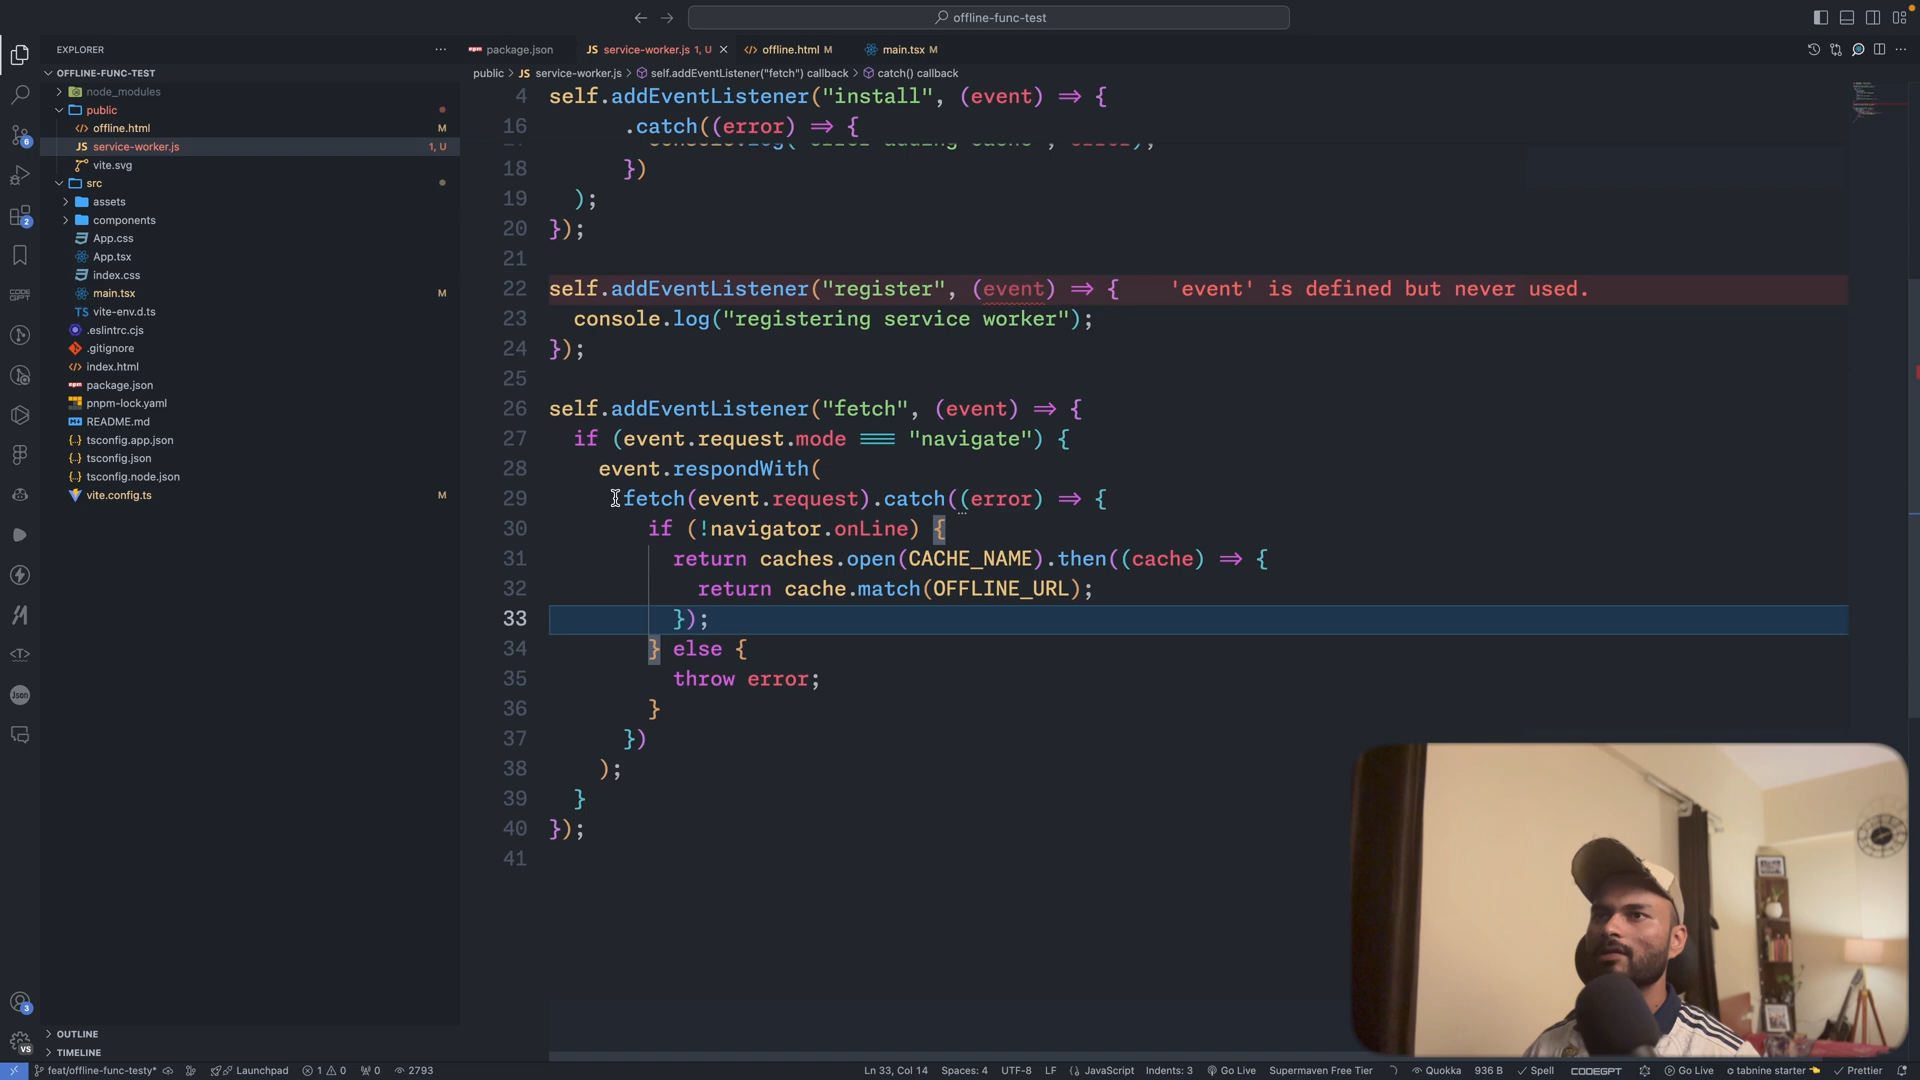 offline-func-test
EXPLORER
package.json
JS service-worker.js 1, U
offline.html M
main.tsx M
OFFLINE-FUNC-TEST
public > JS service-worker.js > self.addEventListener("fetch") callback > catch() callback
node_modules
public
offline.html M
JS service-worker.js 1, U
vite.svg
src
assets
components
App.css
App.tsx
index.css
main.tsx M
TS vite-env.d.ts
.eslintrc.cjs
.gitignore
index.html
package.json
pnpm-lock.yaml
README.md
tsconfig.app.json
tsconfig.json
tsconfig.node.json
vite.config.ts M
4 self.addEventListener("install", (event) => {
16 .catch((error) => {
18 })
19 );
20 });
21
22 self.addEventListener("register", (event) => { 'event' is defined but never used.
23 console.log("registering service worker");
24 });
25
26 self.addEventListener("fetch", (event) => {
27 if (event.request.mode === "navigate") {
28 event.respondWith(
29 fetch(event.request).catch((error) => {
30 if (!navigator.onLine) {
31 return caches.open(CACHE_NAME).then((cache) => {
32 return cache.match(OFFLINE_URL);
33 });
34 } else {
35 throw error;
36 }
37 })
38 );
39 }
40 });
41
OUTLINE
TIMELINE
feat/offline-func-testy* Launchpad 1 0 0 2793 Ln 33, Col 14 Spaces: 4 UTF-8 LF JavaScript Indents: 3 Go Live Supermaven Free Tier Quokka 936 B Spell CODEGPT Go Live tabnine starter Prettier